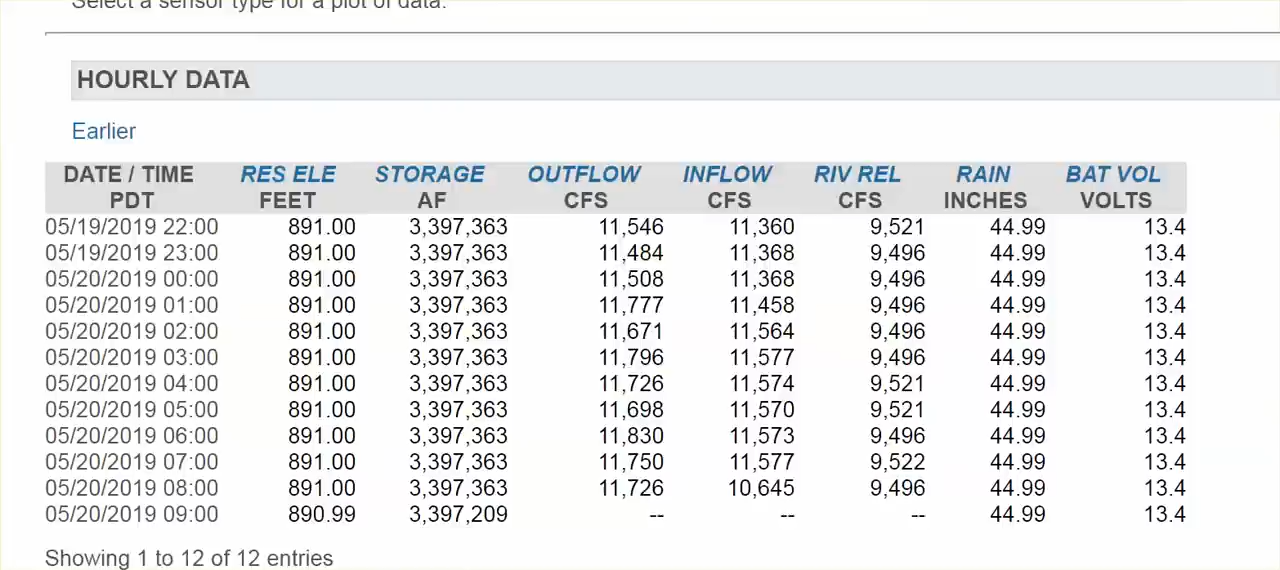 Select a sensor type for a plot of data.
HOURLY DATA
Earlier
DATE / TIME RES ELE STORAGE OUTFLOW INFLOW RIV REL RAIN BAT VOL
PDT FEET AF CFS CFS CFS INCHES VOLTS
05/19/2019 22:00 891.00 3,397,363 11,546 11,360 9,521 44.99 13.4
05/19/2019 23:00 891.00 3,397,363 11,484 11,368 9,496 44.99 13.4
05/20/2019 00:00 891.00 3,397,363 11,508 11,368 9,496 44.99 13.4
05/20/2019 01:00 891.00 3,397,363 11,777 11,458 9,496 44.99 13.4
05/20/2019 02:00 891.00 3,397,363 11,671 11,564 9,496 44.99 13.4
05/20/2019 03:00 891.00 3,397,363 11,796 11,577 9,496 44.99 13.4
05/20/2019 04:00 891.00 3,397,363 11,726 11,574 9,521 44.99 13.4
05/20/2019 05:00 891.00 3,397,363 11,698 11,570 9,521 44.99 13.4
05/20/2019 06:00 891.00 3,397,363 11,830 11,573 9,496 44.99 13.4
05/20/2019 07:00 891.00 3,397,363 11,750 11,577 9,522 44.99 13.4
05/20/2019 08:00 891.00 3,397,363 11,726 10,645 9,496 44.99 13.4
05/20/2019 09:00 890.99 3,397,209 -- -- -- 44.99 13.4
Showing 1 to 12 of 12 entries